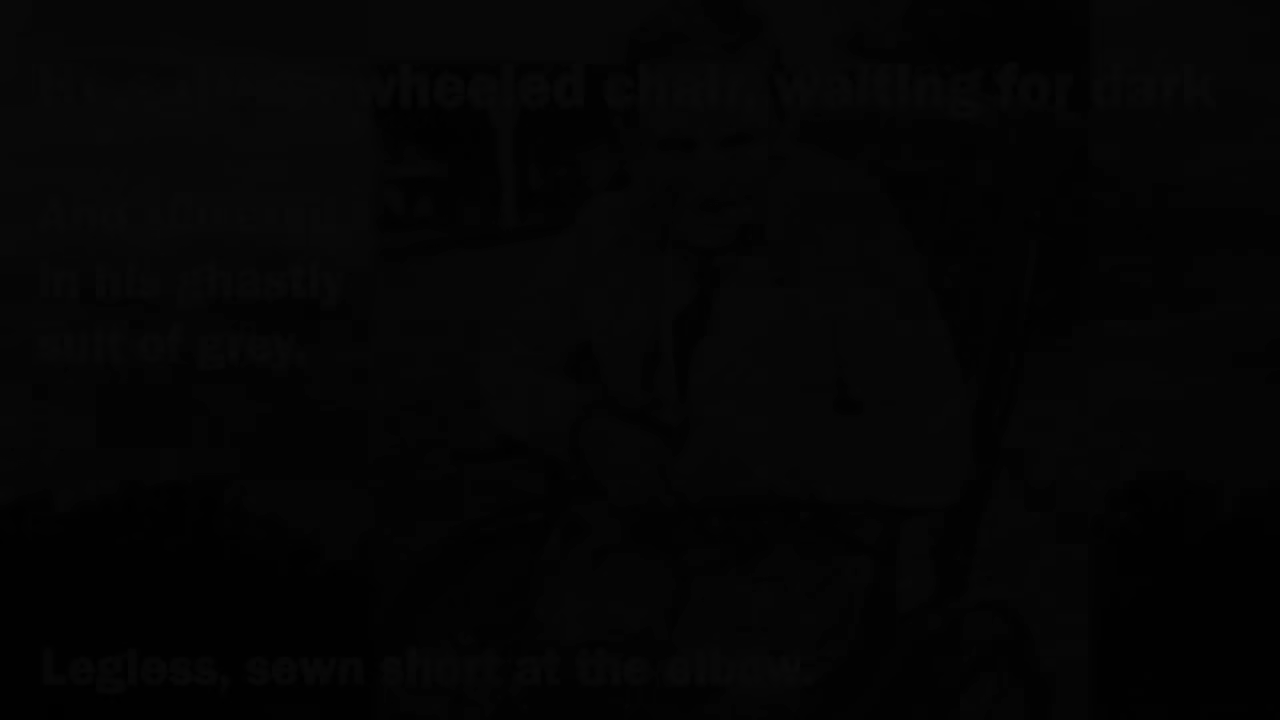 wheeled chair, waiting for dark
And shivered
in his ghastly
suit of grey,
Legless, sewn short at the elbow.